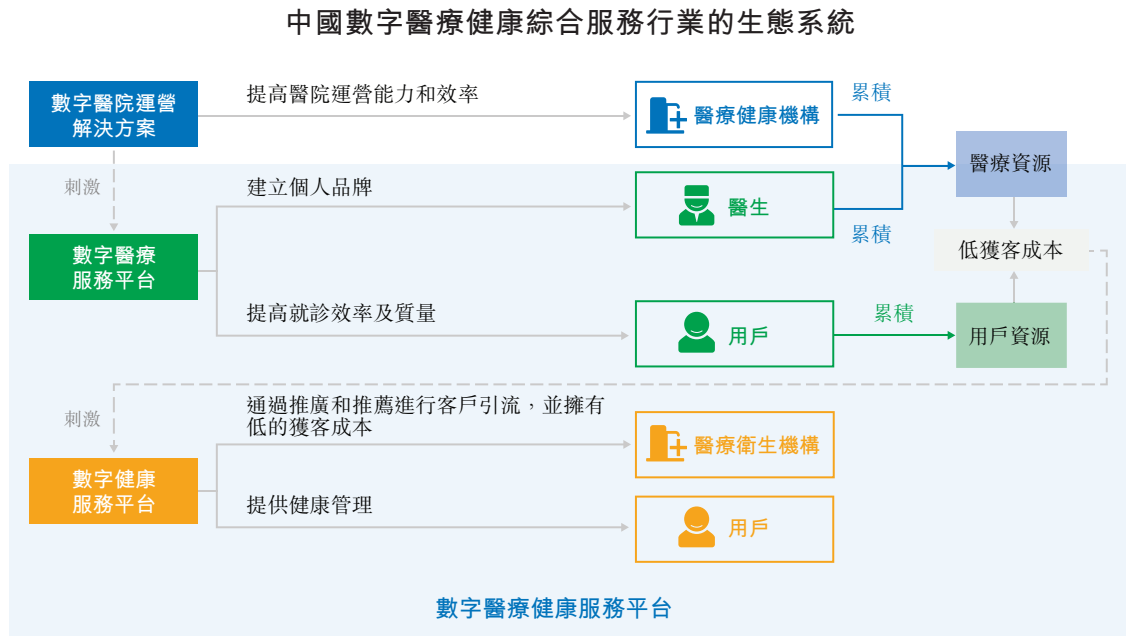 中國數字醫療健康綜合服務行業的生態系統
數字醫院運營
解決方案
提高醫院運營能力和效率
醫療健康機構
累積
醫療資源
刺激
建立個人品牌
醫生
累積
數字醫療
服務平台
低獲客成本
提高就診效率及質量
用戶
累積
用戶資源
刺激
通過推廣和推薦進行客戶引流，並擁有
低的獲客成本
醫療衛生機構
數字健康
服務平台
提供健康管理
用戶
數字醫療健康服務平台